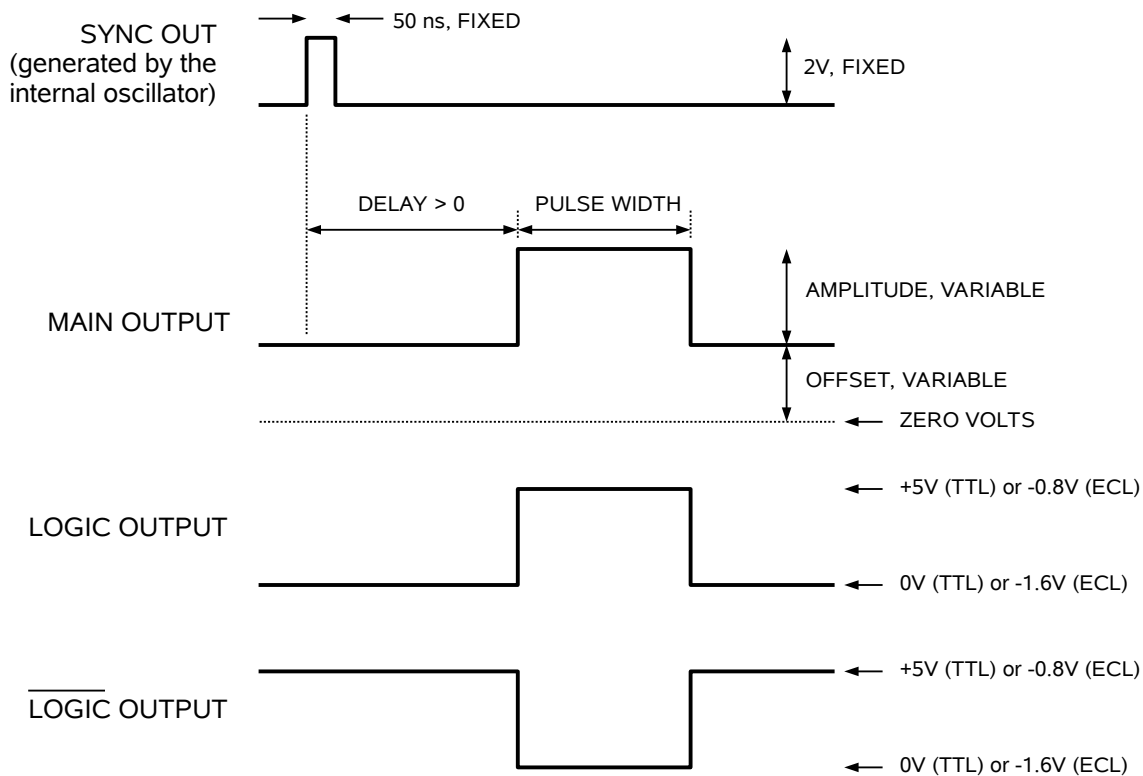 50 ns, FIXED
SYNC OUT
(generated by the
internal oscillator)
2V, FIXED
DELAY > 0
PULSE WIDTH
AMPLITUDE, VARIABLE
MAIN OUTPUT
OFFSET, VARIABLE
ZERO VOLTS
+5V (TTL) or -0.8V (ECL)
LOGIC OUTPUT
0V (TTL) or -1.6V (ECL)
+5V (TTL) or -0.8V (ECL)
LOGIC OUTPUT
0V (TTL) or -1.6V (ECL)